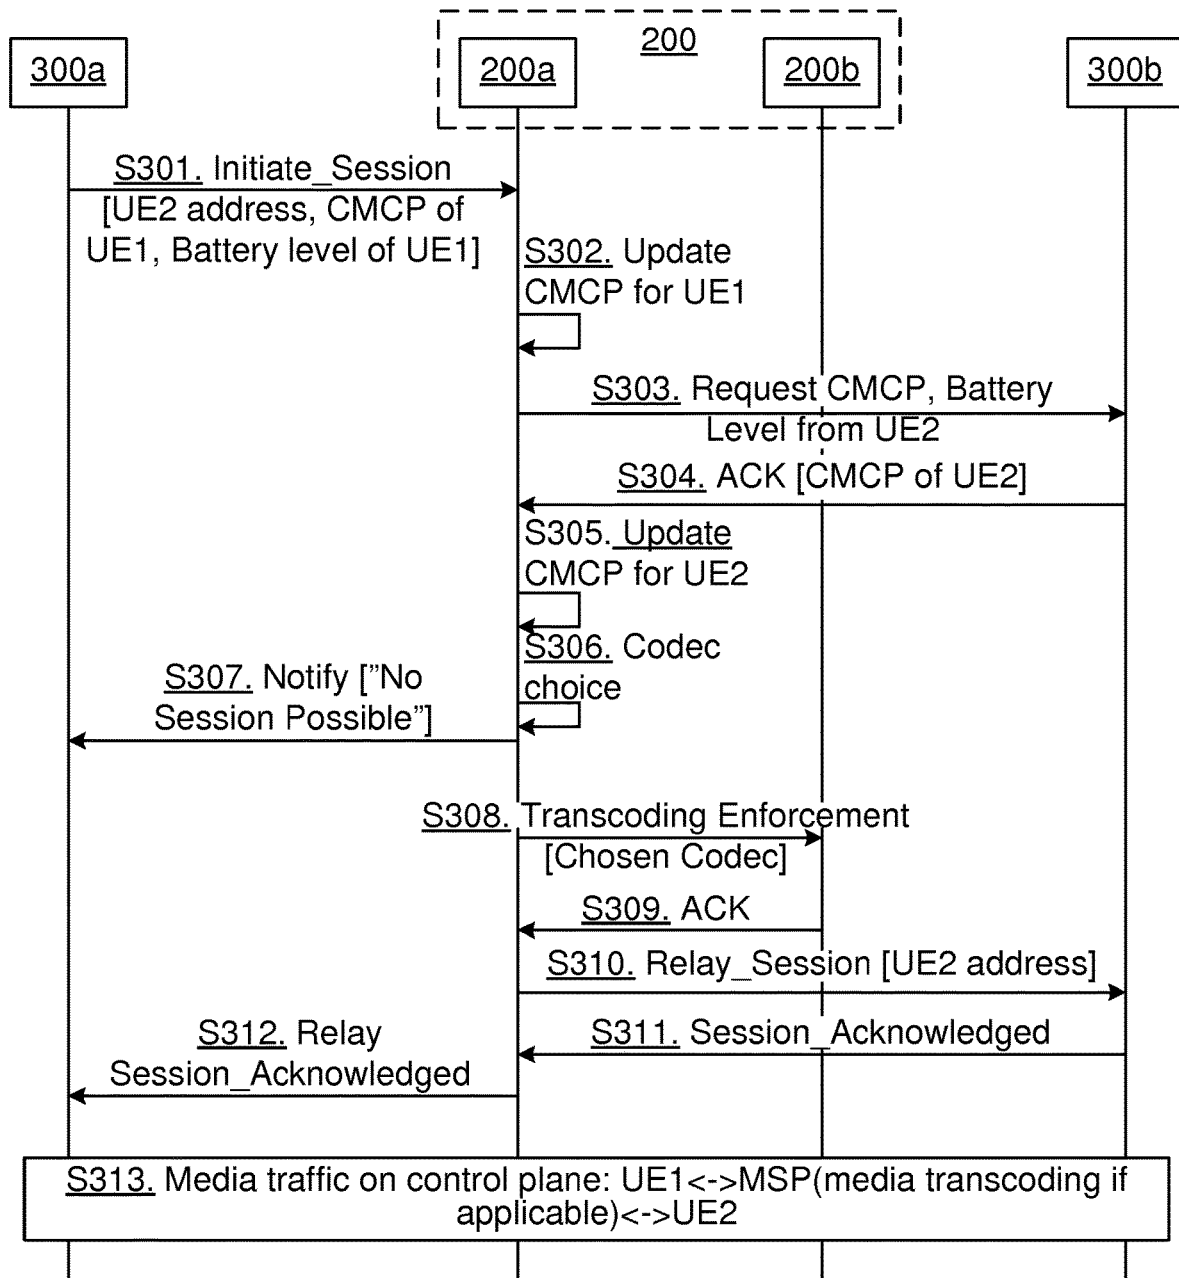 200
300a
200a
200b
300b
S301. Initiate_Session
[UE2 address, CMCP of
UE1, Battery level of UE1]
S302. Update
CMCP for UE1
S303. Request CMCP, Battery
Level from UE2
S304. ACK [CMCP of UE2]
S305. Update
CMCP for UE2
S306. Codec
choice
S307. Notify ["No
Session Possible"]
S308. Transcoding Enforcement
[Chosen Codec]
S309. ACK
S310. Relay_Session [UE2 address]
S311. Session_Acknowledged
S312. Relay
Session_Acknowledged
S313. Media traffic on control plane: UE1<->MSP(media transcoding if
applicable)<->UE2